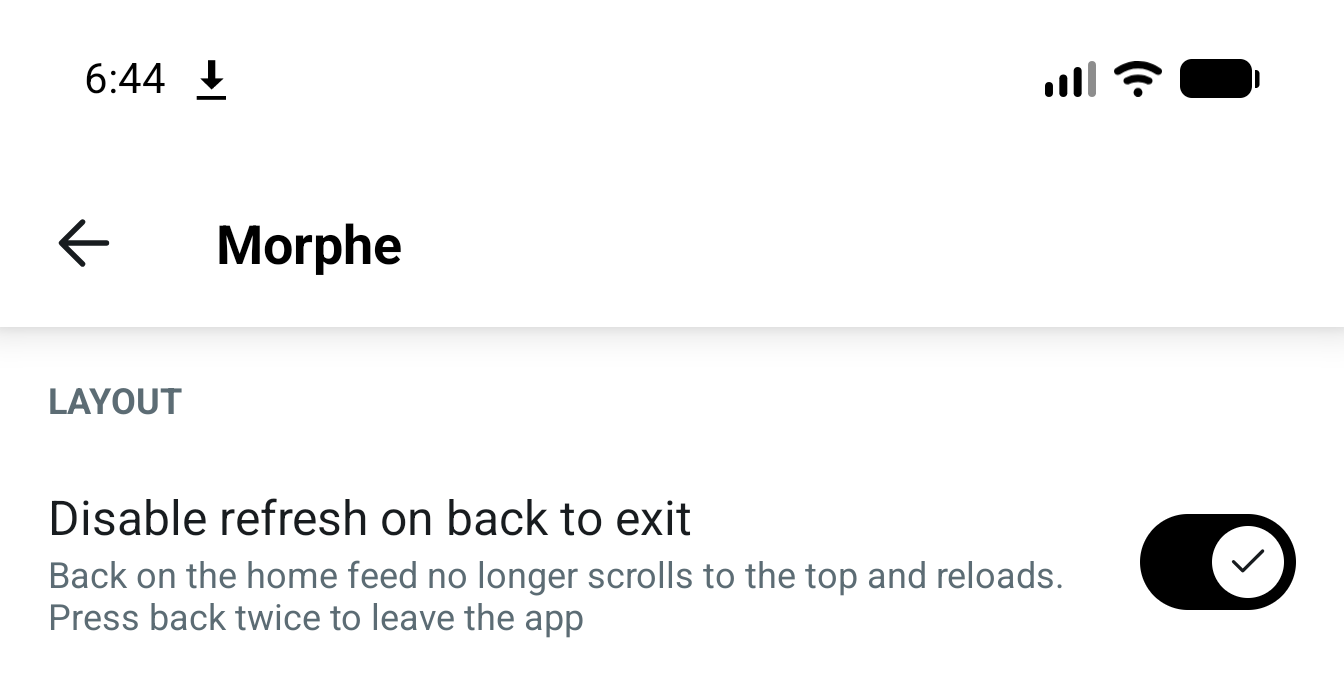 6:44
Morphe
LAYOUT
Disable refresh on back to exit
Back on the home feed no longer scrolls to the top and reloads.
Press back twice to leave the app